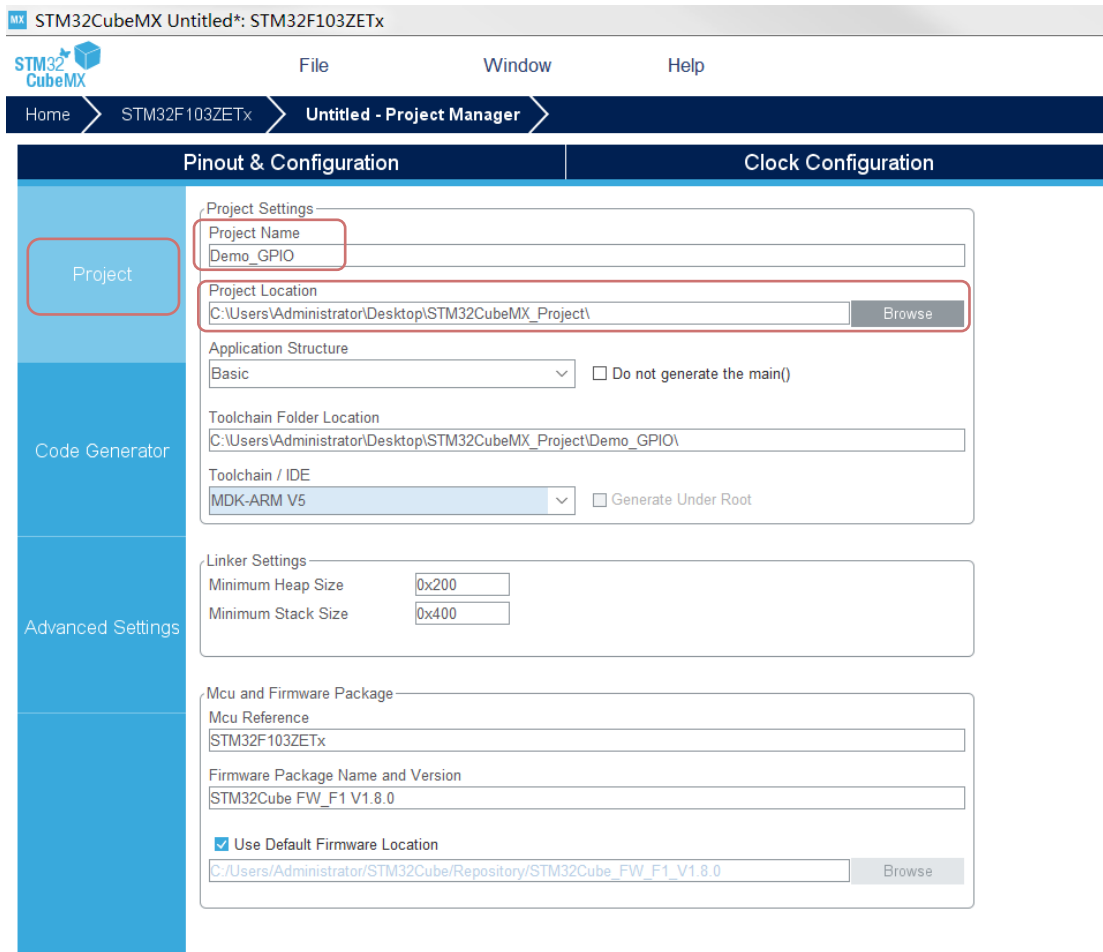 MX STM32CubeMX Untitled*: STM32F103ZETx
STM32 CubeMX
File Window Help
Home STM32F103ZETx Untitled - Project Manager
Pinout & Configuration Clock Configuration
Project
Code Generator
Advanced Settings
Project Settings
Project Name
Demo_GPIO
Project Location
C:\Users\Administrator\Desktop\STM32CubeMX_Project\ Browse
Application Structure
Basic Do not generate the main()
Toolchain Folder Location
C:\Users\Administrator\Desktop\STM32CubeMX_Project\Demo_GPIO\
Toolchain / IDE
MDK-ARM V5 Generate Under Root
Linker Settings
Minimum Heap Size 0x200
Minimum Stack Size 0x400
Mcu and Firmware Package
Mcu Reference
STM32F103ZETx
Firmware Package Name and Version
STM32Cube FW_F1 V1.8.0
Use Default Firmware Location
C:/Users/Administrator/STM32Cube/Repository/STM32Cube_FW_F1_V1.8.0 Browse